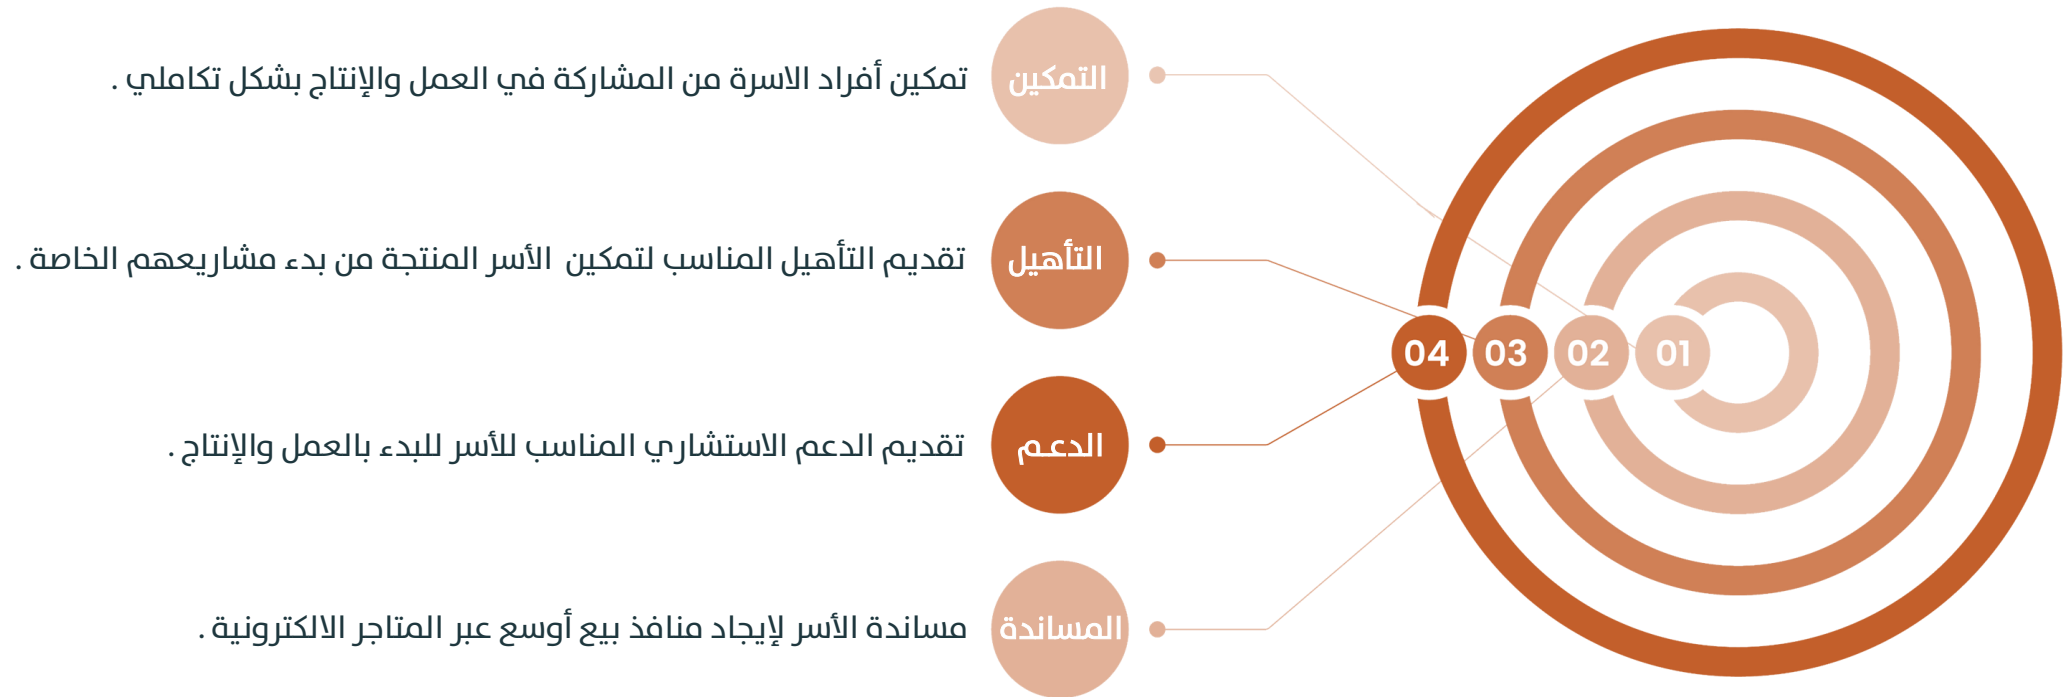 التمكين
تمكين أفراد الاسرة من المشاركة في العمل والإنتاج بشكل تكاملي .
التأهيل
تقديم التأهيل المناسب لتمكين الأسر المنتجة من بدء مشاريعهم الخاصة .
الدعم
تقديم الدعم الاستشاري المناسب للأسر للبدء بالعمل والإنتاج .
المساندة
مساندة الأسر لإيجاد منافذ بيع أوسع عبر المتاجر الالكترونية .
04 03 02 01